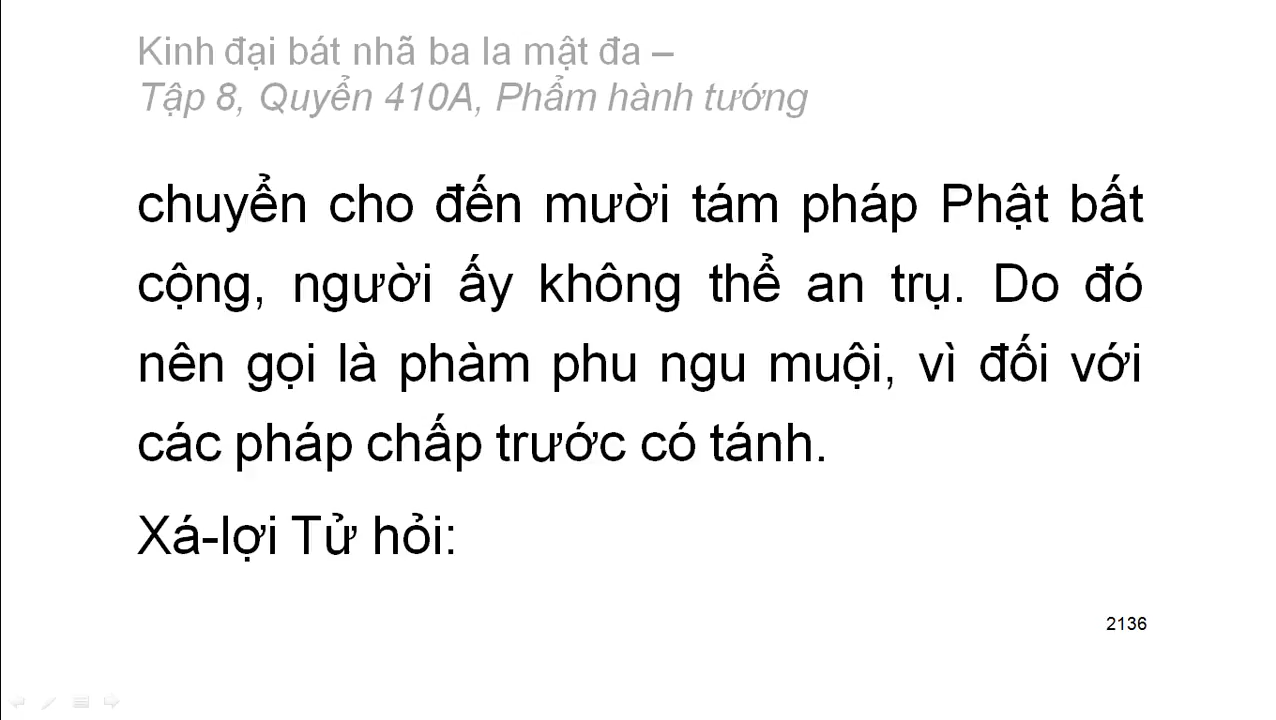 Kinh đại bát nhã ba la mật đa –
Tập 8, Quyển 410A, Phẩm hành tướng
chuyển cho đến mười tám pháp Phật bất
cộng, người ấy không thể an trụ. Do đó
nên gọi là phàm phu ngu muội, vì đối với
các pháp chấp trước có tánh.
Xá-lợi Tử hỏi:
2136